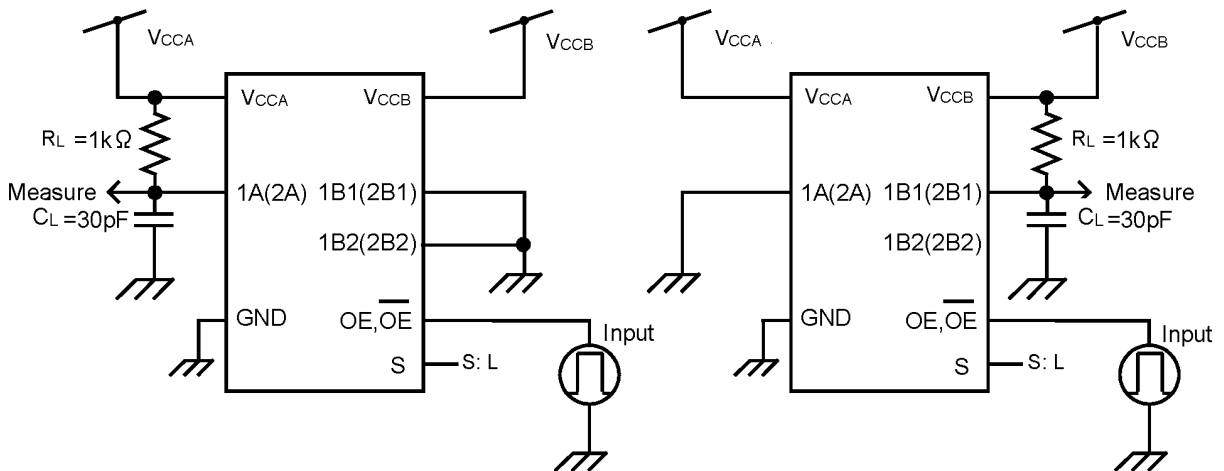 VCCA
VCCB
VCCA
VCCB
RL =1kΩ
Measure
CL =30pF
1A(2A)
1B1(2B1)
1B2(2B2)
GND
OE,OE
S
S: L
Input
VCCA
VCCB
VCCA
VCCB
RL =1kΩ
Measure
CL =30pF
1A(2A)
1B1(2B1)
1B2(2B2)
GND
OE,OE
S
S: L
Input